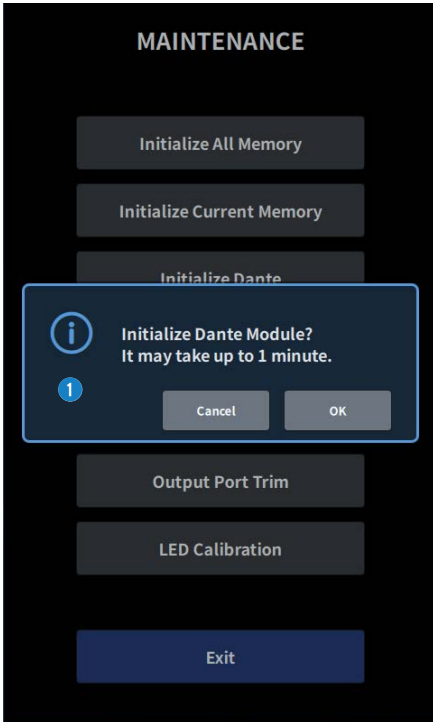 MAINTENANCE
Initialize All Memory
Initialize Current Memory
Initialize Dante
Initialize Dante Module?
It may take up to 1 minute.
1
Cancel OK
Output Port Trim
LED Calibration
Exit